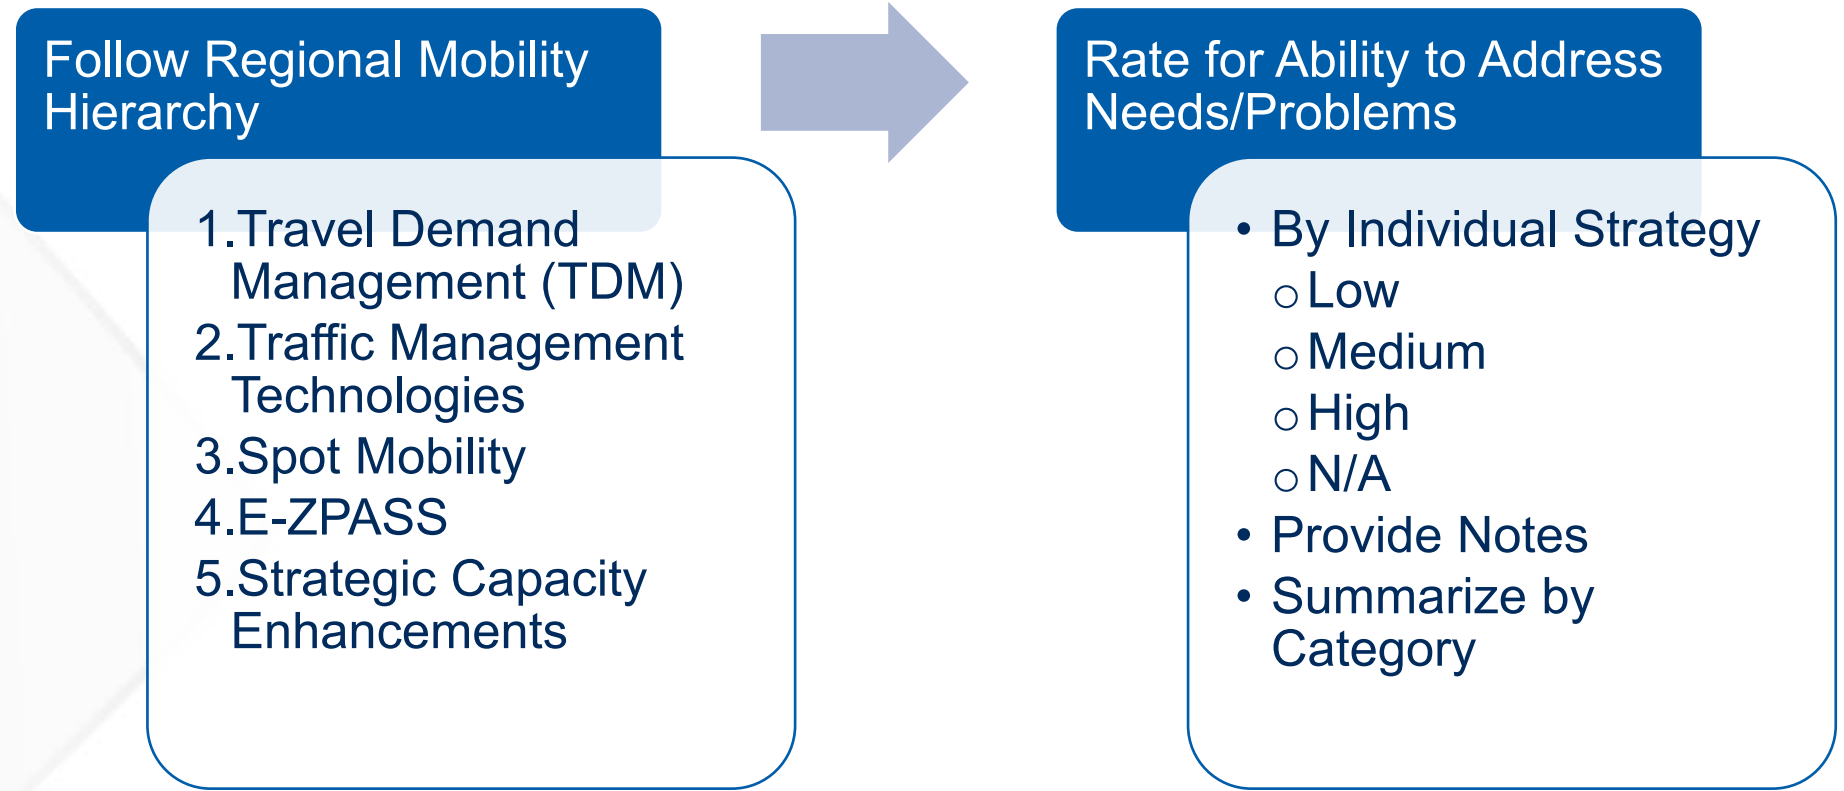 Follow Regional Mobility
Hierarchy
1.Travel Demand
Management (TDM)
2.Traffic Management
Technologies
3.Spot Mobility
4.E-ZPASS
5.Strategic Capacity
Enhancements
Rate for Ability to Address
Needs/Problems
• By Individual Strategy
o Low
o Medium
o High
o N/A
• Provide Notes
• Summarize by
Category